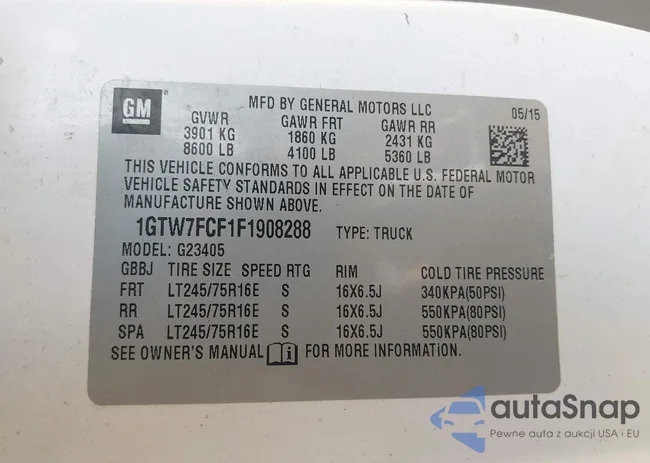 GM
MFD BY GENERAL MOTORS LLC 05/15
GVWR GAWR FRT GAWR RR
3901 KG 1860 KG 2431 KG
8600 LB 4100 LB 5360 LB
THIS VEHICLE CONFORMS TO ALL APPLICABLE U.S. FEDERAL MOTOR
VEHICLE SAFETY STANDARDS IN EFFECT ON THE DATE OF
MANUFACTURE SHOWN ABOVE.
1GTW7FCF1F1908288 TYPE: TRUCK
MODEL: G23405
GBBJ TIRE SIZE SPEED RTG RIM COLD TIRE PRESSURE
FRT LT245/75R16E S 16X6.5J 340KPA(50PSI)
RR LT245/75R16E S 16X6.5J 550KPA(80PSI)
SPA LT245/75R16E S 16X6.5J 550KPA(80PSI)
SEE OWNER'S MANUAL FOR MORE INFORMATION.
autaSnap
Pewne auta z aukcji USA i EU